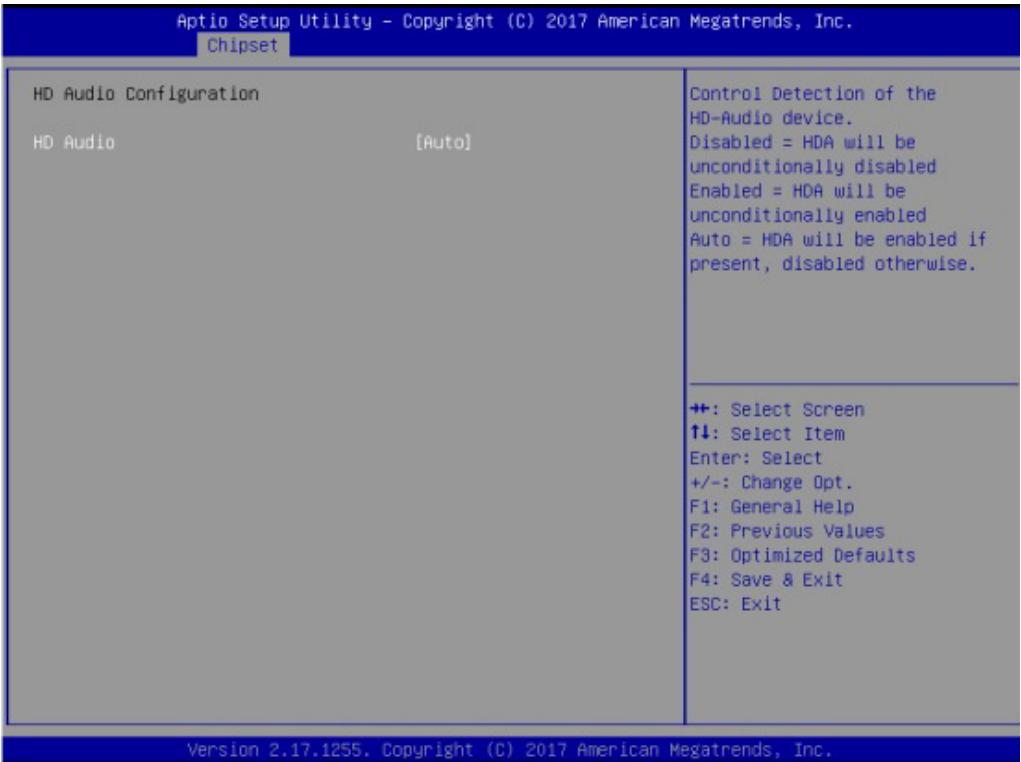 Aptio Setup Utility – Copyright (C) 2017 American Megatrends, Inc.
Chipset
HD Audio Configuration
HD Audio [Auto]
Control Detection of the
HD-Audio device.
Disabled = HDA will be
unconditionally disabled
Enabled = HDA will be
unconditionally enabled
Auto = HDA will be enabled if
present, disabled otherwise.
→←: Select Screen
↑↓: Select Item
Enter: Select
+/-: Change Opt.
F1: General Help
F2: Previous Values
F3: Optimized Defaults
F4: Save & Exit
ESC: Exit
Version 2.17.1255. Copyright (C) 2017 American Megatrends, Inc.